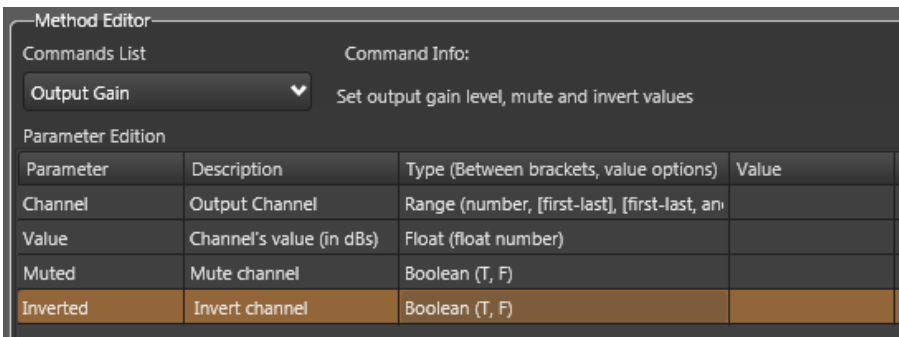 Method Editor
Commands List Command Info:
Output Gain Set output gain level, mute and invert values
Parameter Edition
Parameter Description Type (Between brackets, value options) Value
Channel Output Channel Range (number, [first-last], [first-last, an
Value Channel's value (in dBs) Float (float number)
Muted Mute channel Boolean (T, F)
Inverted Invert channel Boolean (T, F)